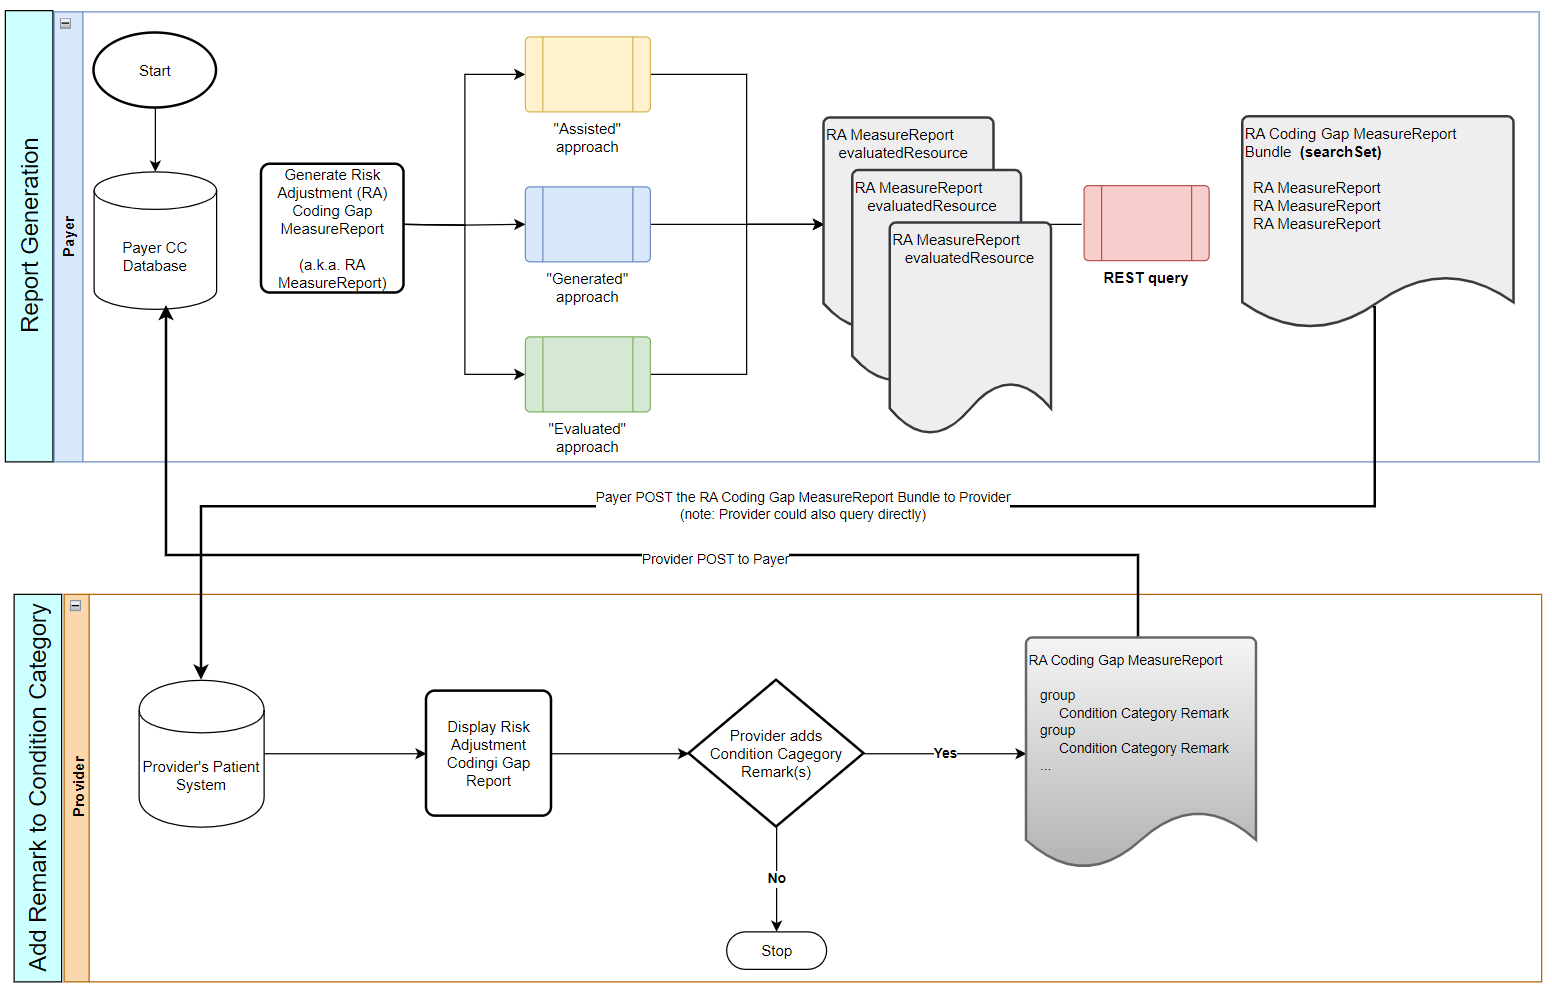 Report Generation
Payer
Start
Payer CC
Database
Generate Risk
Adjustment (RA)
Coding Gap
MeasureReport
(a.k.a. RA
MeasureReport)
"Assisted"
approach
"Generated"
approach
"Evaluated"
approach
RA MeasureReport
evaluatedResource
RA MeasureReport
evaluatedResource
RA MeasureReport
evaluatedResource
REST query
RA Coding Gap MeasureReport
Bundle (searchSet)
RA MeasureReport
RA MeasureReport
RA MeasureReport
Payer POST the RA Coding Gap MeasureReport Bundle to Provider
(note: Provider could also query directly)
Provider POST to Payer
Add Remark to Condition Category
Provider
Provider's Patient
System
Display Risk
Adjustment
Codingi Gap
Report
Provider adds
Condition Cagegory
Remark(s)
Yes
No
Stop
RA Coding Gap MeasureReport
group
Condition Category Remark
group
Condition Category Remark
...